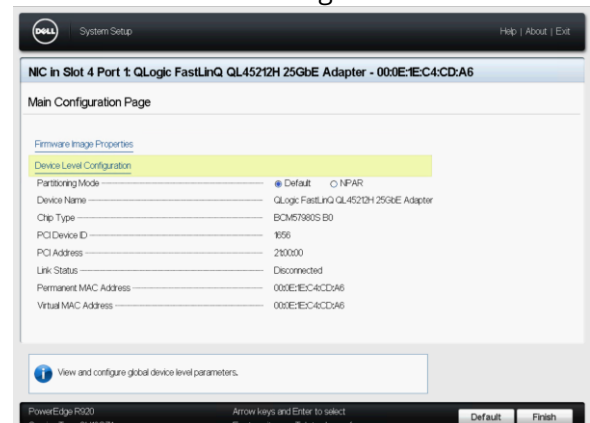 DELL
System Setup
Help | About | Exit
NIC in Slot 4 Port 1: QLogic FastLinQ QL45212H 25GbE Adapter - 00:0E:1E:C4:CD:A6
Main Configuration Page
Firmware Image Properties
Device Level Configuration
Partitioning Mode Default NPAR
Device Name QLogic FastLinQ QL45212H 25GbE Adapter
Chip Type BCM57980S B0
PCI Device ID 1656
PCI Address 21:00:00
Link Status Disconnected
Permanent MAC Address 00:0E:1E:C4:CD:A6
Virtual MAC Address 00:0E:1E:C4:CD:A6
View and configure global device level parameters.
PowerEdge R920 Arrow keys and Enter to select
Default Finish